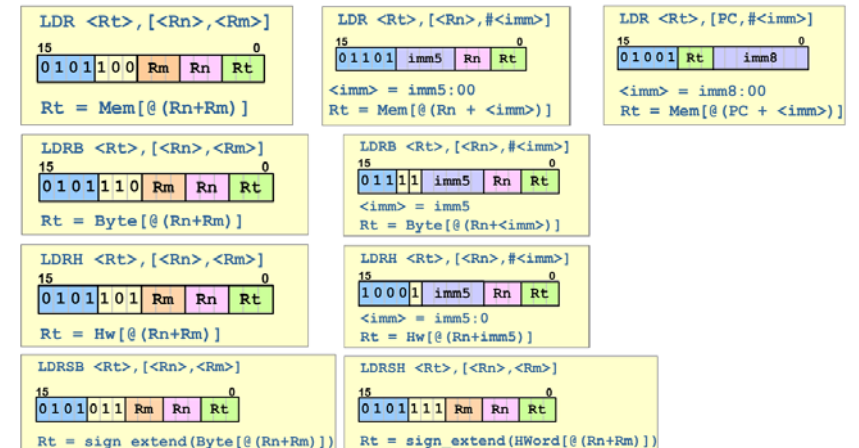 LDR <Rt>,[<Rn>,<Rm>]
15 0
0101100 Rm Rn Rt
Rt = Mem[@(Rn+Rm)]
LDR <Rt>,[<Rn>,#<imm>]
15 0
01101 imm5 Rn Rt
<imm> = imm5:00
Rt = Mem[@(Rn + <imm>)]
LDR <Rt>,[PC,#<imm>]
15 0
01001 Rt imm8
<imm> = imm8:00
Rt = Mem[@(PC + <imm>)]
LDRB <Rt>,[<Rn>,<Rm>]
15 0
0101110 Rm Rn Rt
Rt = Byte[@(Rn+Rm)]
LDRB <Rt>,[<Rn>,#<imm>]
15 0
01111 imm5 Rn Rt
<imm> = imm5
Rt = Byte[@(Rn+<imm>)]
LDRH <Rt>,[<Rn>,<Rm>]
15 0
0101101 Rm Rn Rt
Rt = Hw[@(Rn+Rm)]
LDRH <Rt>,[<Rn>,#<imm>]
15 0
10001 imm5 Rn Rt
<imm> = imm5:0
Rt = Hw[@(Rn+imm5)]
LDRSB <Rt>,[<Rn>,<Rm>]
15 0
0101011 Rm Rn Rt
Rt = sign_extend(Byte[@(Rn+Rm)])
LDRSH <Rt>,[<Rn>,<Rm>]
15 0
0101111 Rm Rn Rt
Rt = sign_extend(HWord[@(Rn+Rm)])